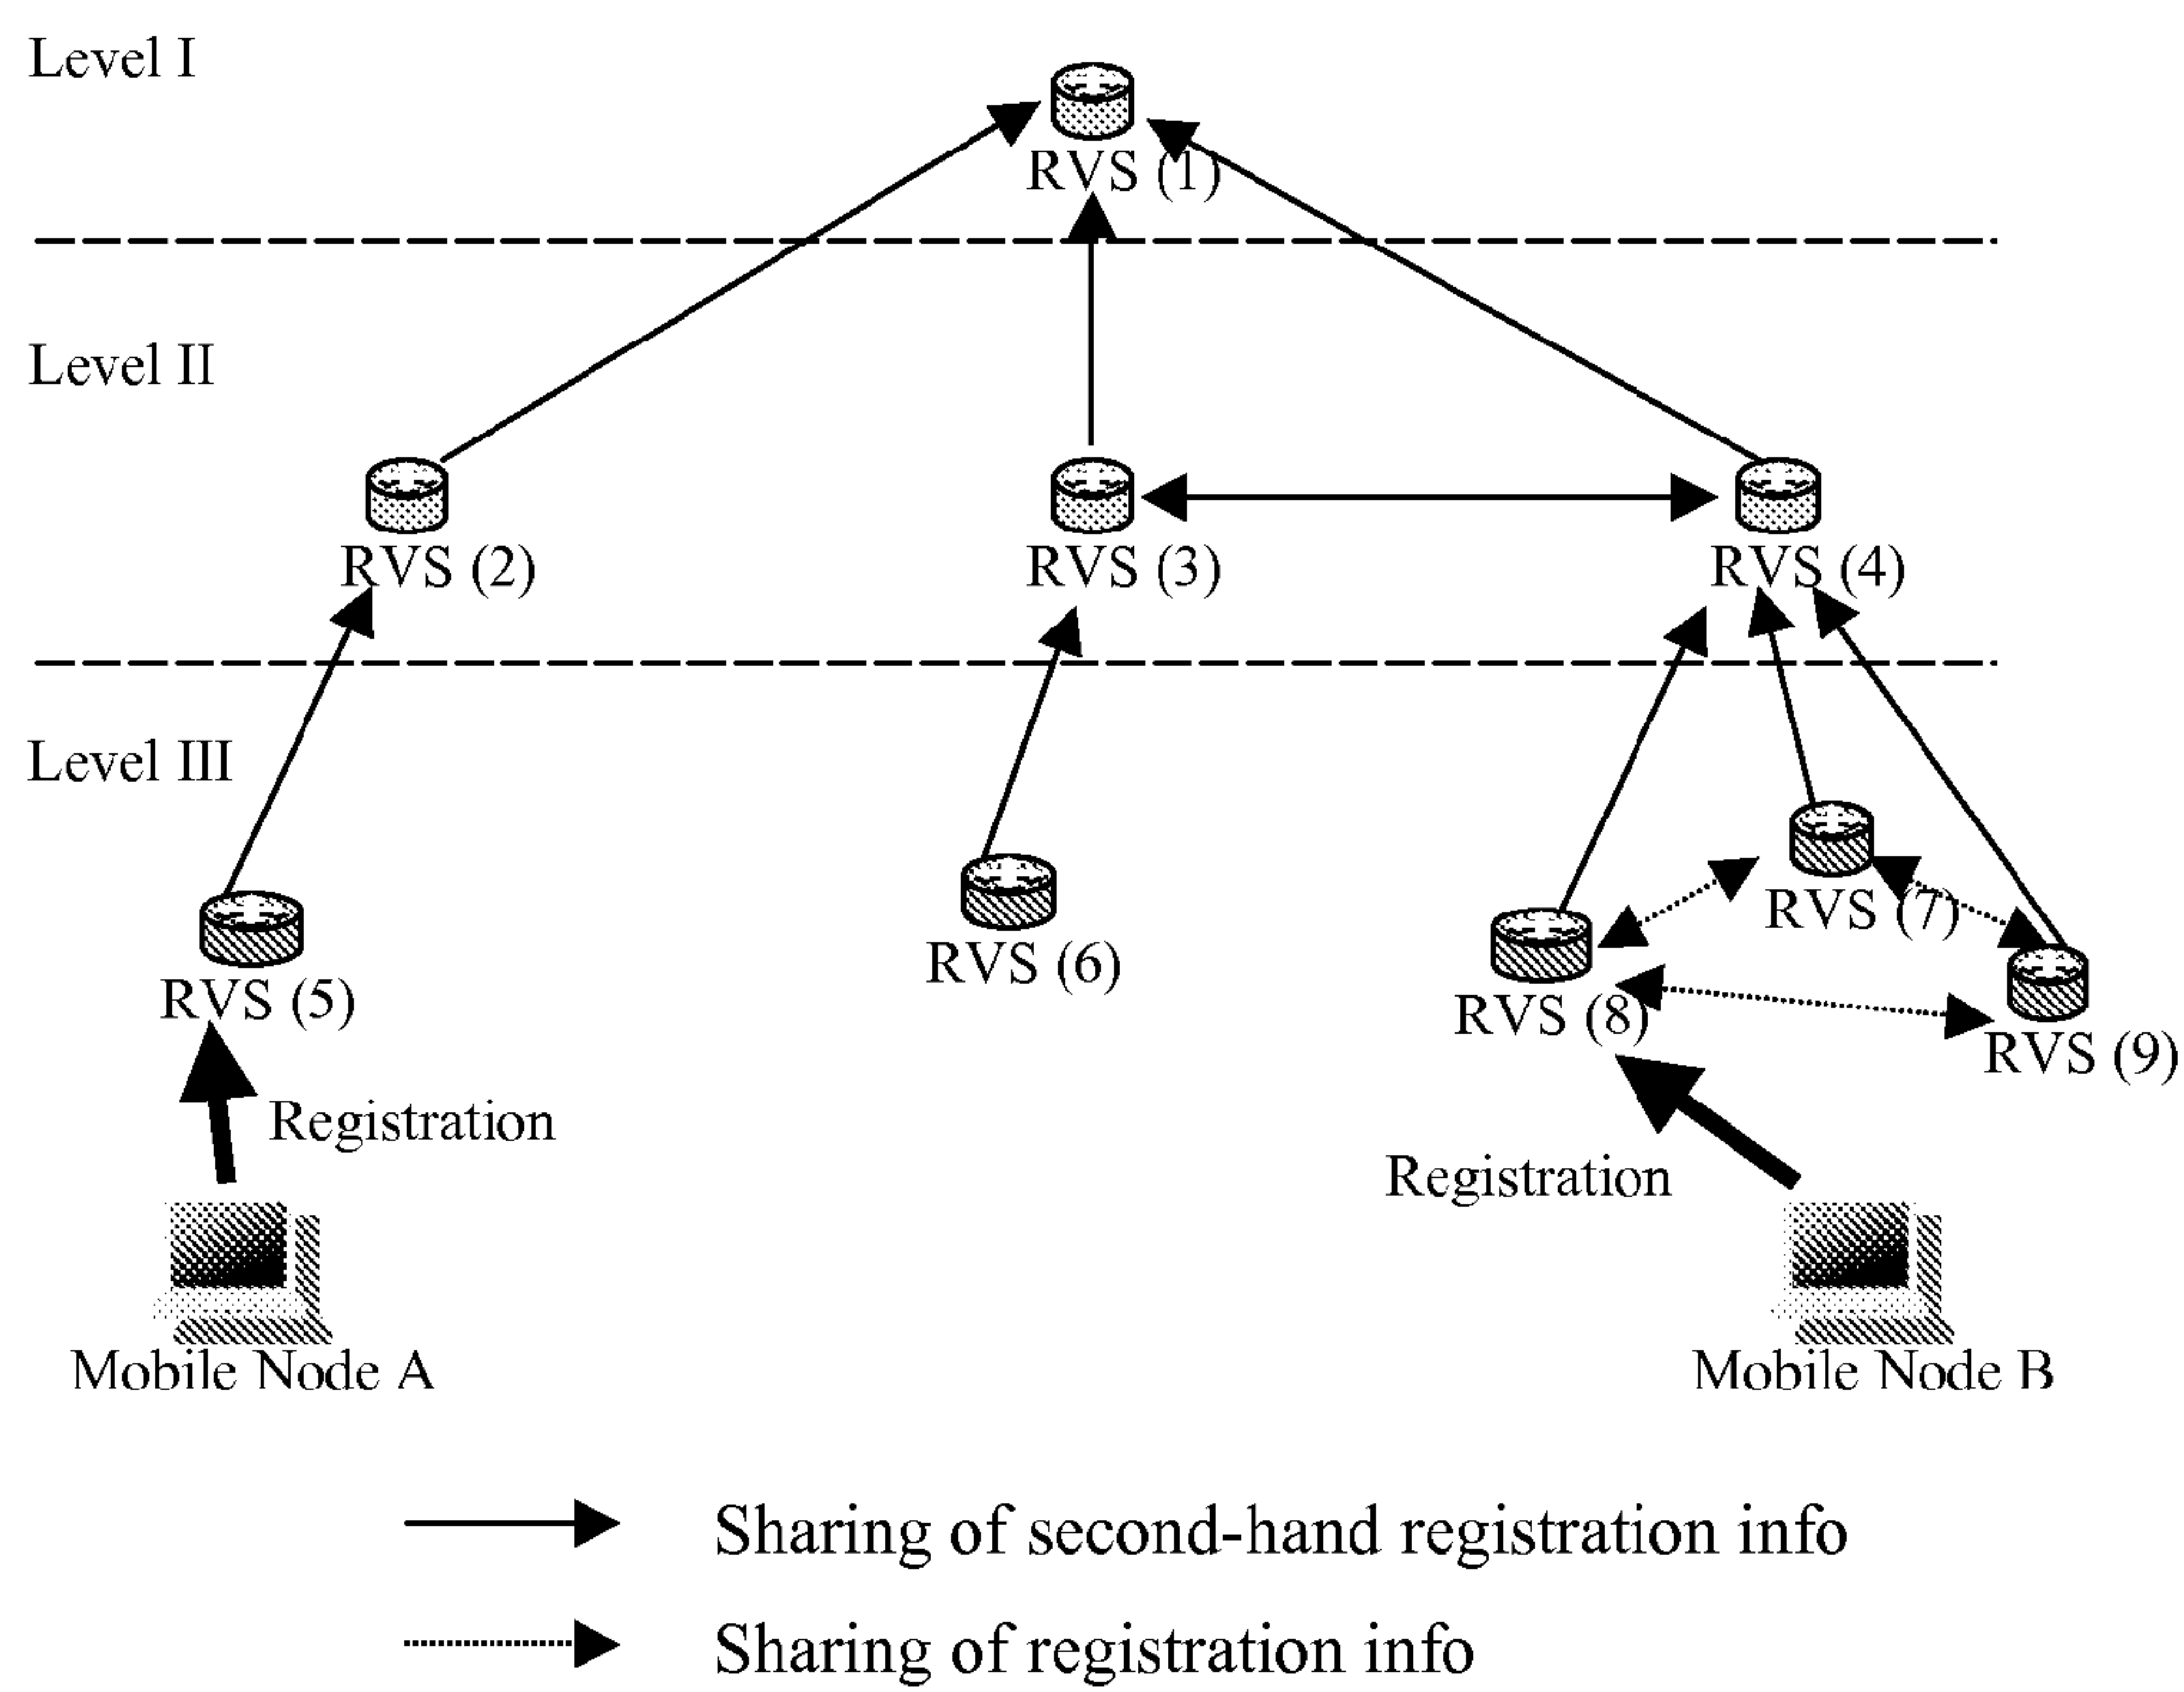 Level I
RVS (1)
Level II
RVS (2)
RVS (3)
RVS (4)
Level III
RVS (7)
RVS (5)
RVS (6)
RVS (8)
RVS (9)
Registration
Registration
Mobile Node A
Mobile Node B
Sharing of second-hand registration info
Sharing of registration info